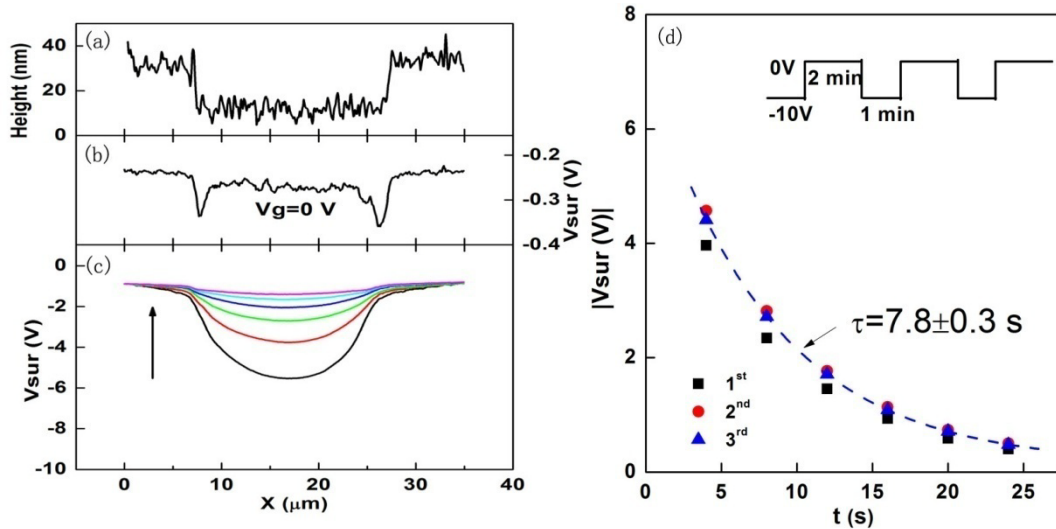 (a)
Height (nm)
40
20
0
(b)
Vg=0 V
-0.2
-0.3
-0.4
Vsur (V)
(c)
Vsur (V)
0
-2
-4
-6
-8
-10
0 10 20 30 40
X (μm)
(d)
|Vsur (V)|
8
6
4
2
0
0V
2 min
-10V
1 min
τ=7.8±0.3 s
1st
2nd
3rd
0 5 10 15 20 25
t (s)